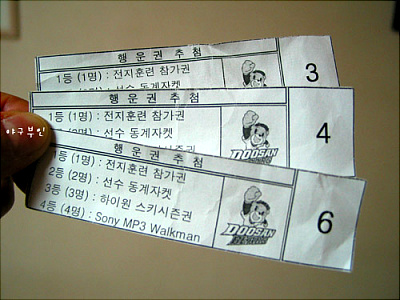 행운권 추첨
1등 (1명) : 전지훈련 참가권
3
행운권 추첨
1등 (1명) : 전지훈련 참가권
선수 동계자켓
DOOSAN
4
행운권 추첨
1등 (1명) : 전지훈련 참가권
2등 (2명) : 선수 동계자켓
3등 (3명) : 하이원 스키시즌권
4등 (4명) : Sony MP3 Walkman
DOOSAN
6
야구부인